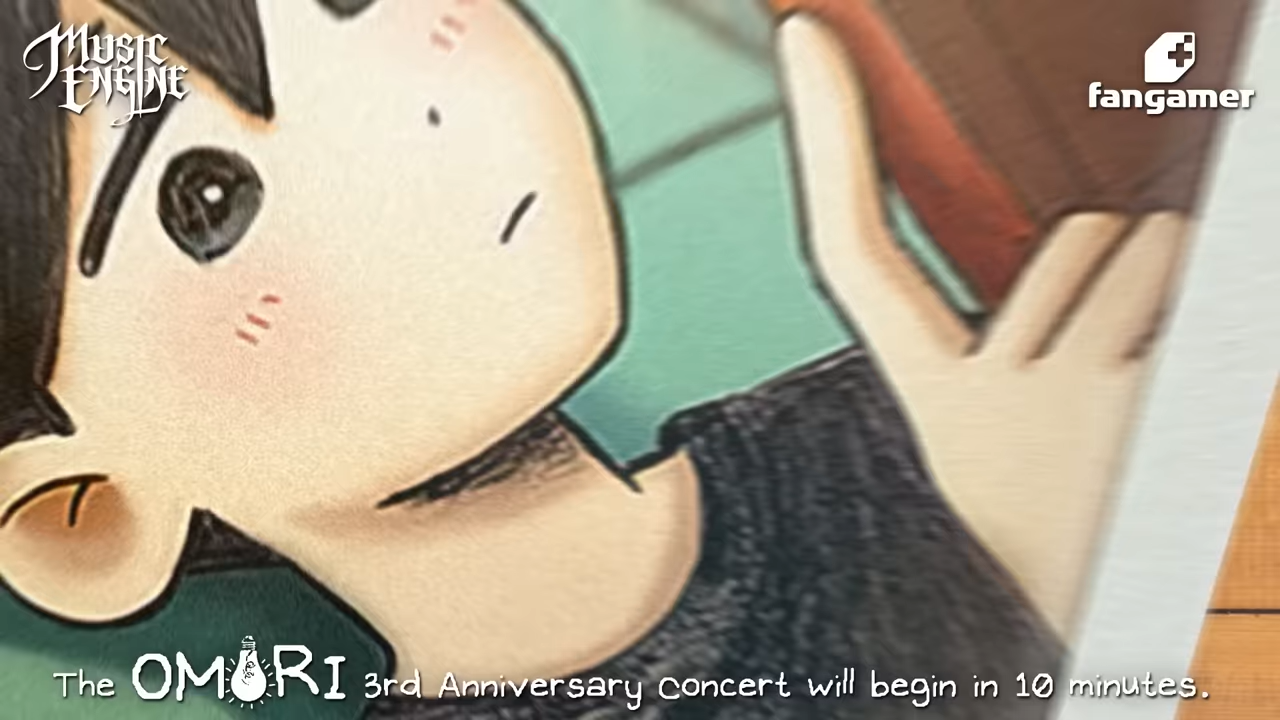 MUSIC
ENGINE
fangamer
The OMORI 3rd Anniversary Concert will begin in 10 minutes.